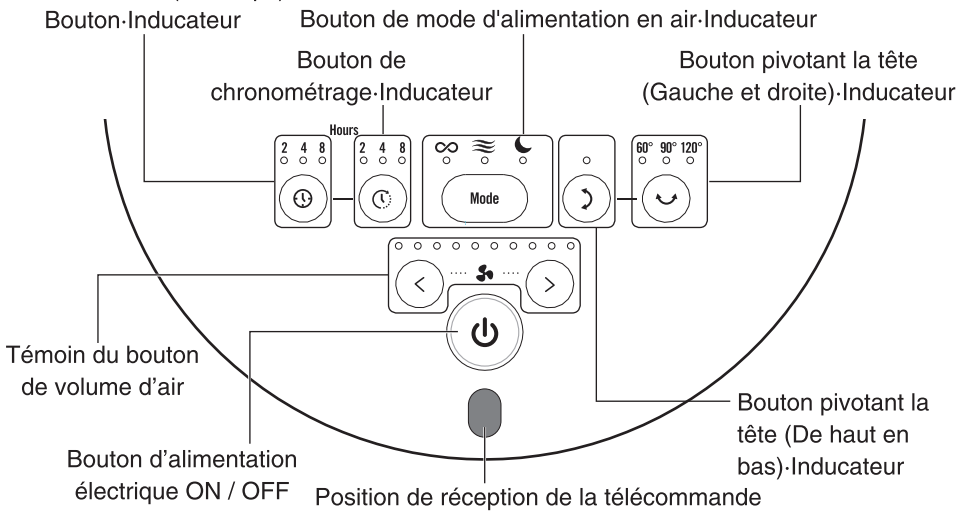 Bouton·Inducateur
Bouton de mode d'alimentation en air·Inducateur
Bouton de
chronométrage·Inducateur
Bouton pivotant la tête
(Gauche et droite)·Inducateur
Hours
2 4 8
2 4 8
60° 90° 120°
Mode
Témoin du bouton
de volume d’air
Bouton d’alimentation
électrique ON / OFF
Position de réception de la télécommande
Bouton pivotant la
tête (De haut en
bas)·Inducateur